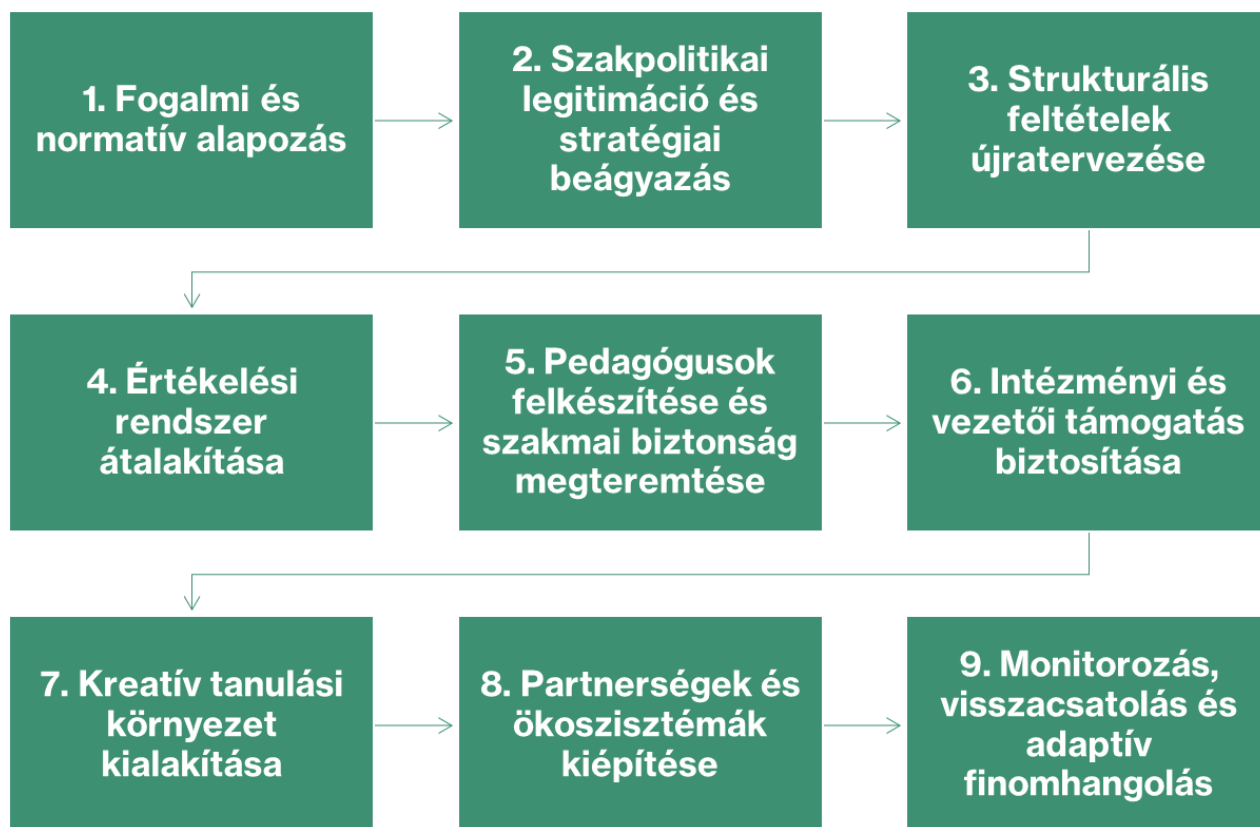 1. Fogalmi és
normatív alapozás
2. Szakpolitikai
legitimáció és
stratégiai
beágyazás
3. Strukturális
feltételek
újratervezése
4. Értékelési
rendszer
átalakítása
5. Pedagógusok
felkészítése és
szakmai biztonság
megteremtése
6. Intézményi és
vezetői támogatás
biztosítása
7. Kreatív tanulási
környezet
kialakítása
8. Partnerségek és
ökoszisztémák
kiépítése
9. Monitorozás,
visszacsatolás és
adaptív
finomhangolás